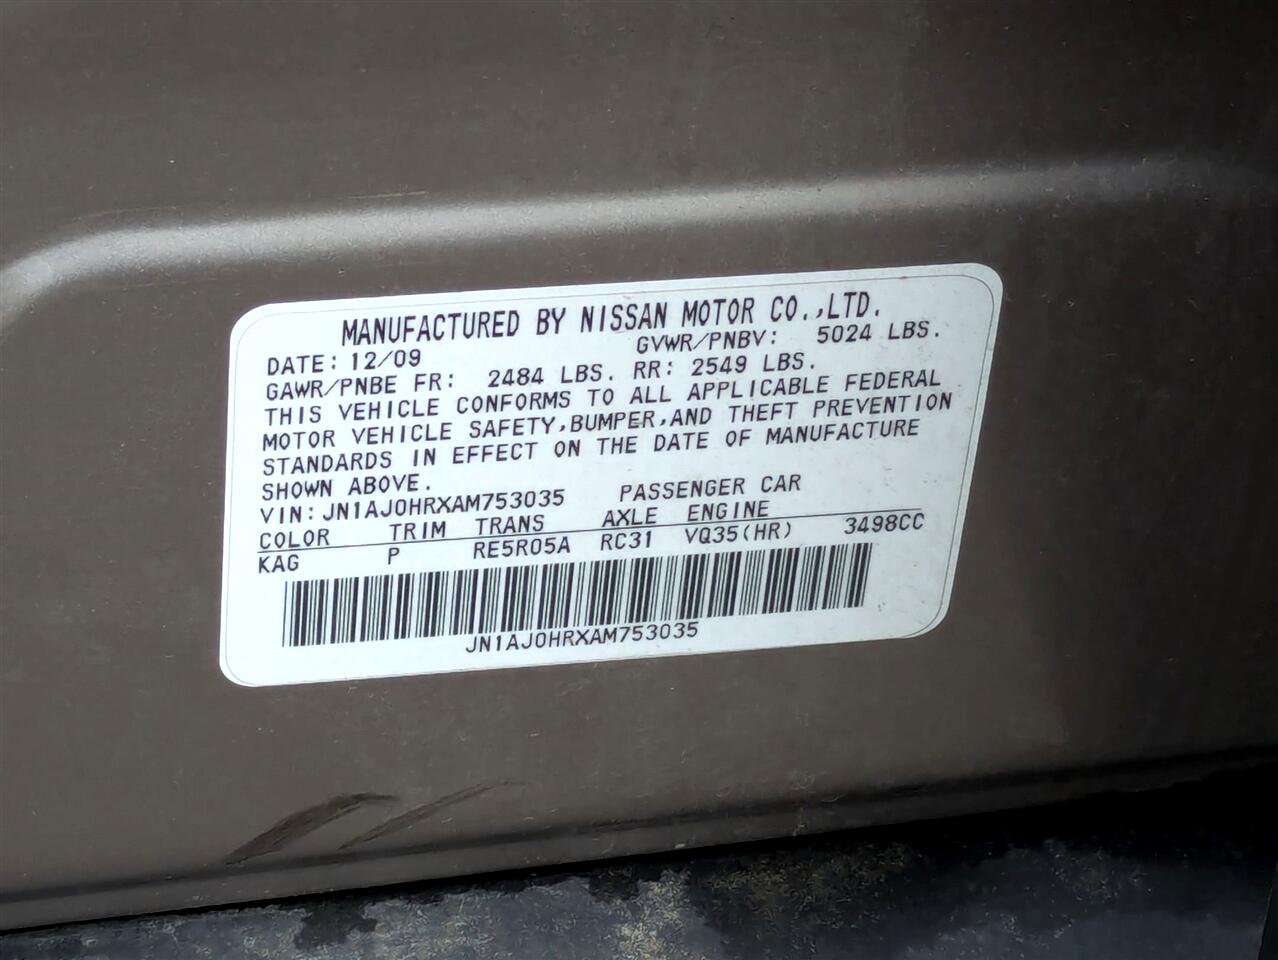 MANUFACTURED BY NISSAN MOTOR CO.,LTD.
DATE: 12/09 GVWR/PNBV: 5024 LBS.
GAWR/PNBE FR: 2484 LBS. RR: 2549 LBS.
THIS VEHICLE CONFORMS TO ALL APPLICABLE FEDERAL
MOTOR VEHICLE SAFETY,BUMPER,AND THEFT PREVENTION
STANDARDS IN EFFECT ON THE DATE OF MANUFACTURE
SHOWN ABOVE.
VIN: JN1AJ0HRXAM753035 PASSENGER CAR
COLOR TRIM TRANS AXLE ENGINE
KAG P RE5R05A RC31 VQ35(HR) 3498CC
JN1AJ0HRXAM753035